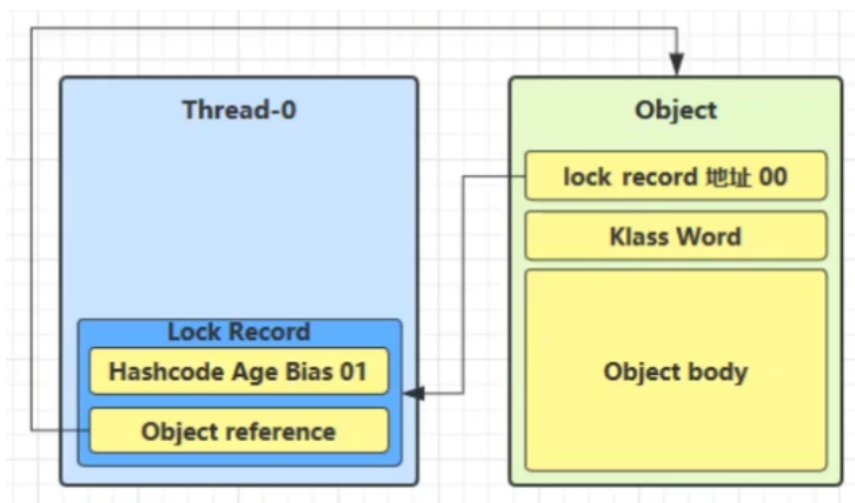 Thread-0
Lock Record
Hashcode Age Bias 01
Object reference
Object
lock record 地址 00
Klass Word
Object body